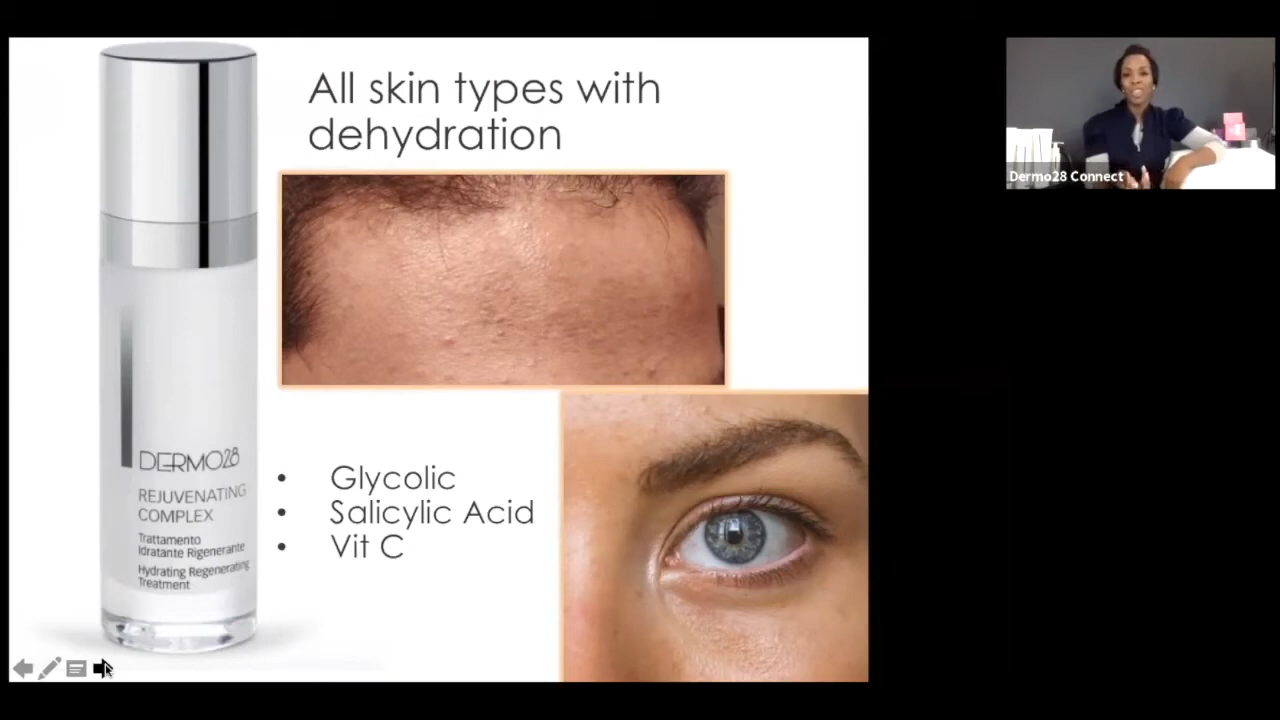 All skin types with
dehydration
DERMO28
REJUVENATING
COMPLEX
Trattamento
Idratante Rigenerante
Hydrating Regenerating
Treatment
• Glycolic
• Salicylic Acid
• Vit C
Dermo28 Connect